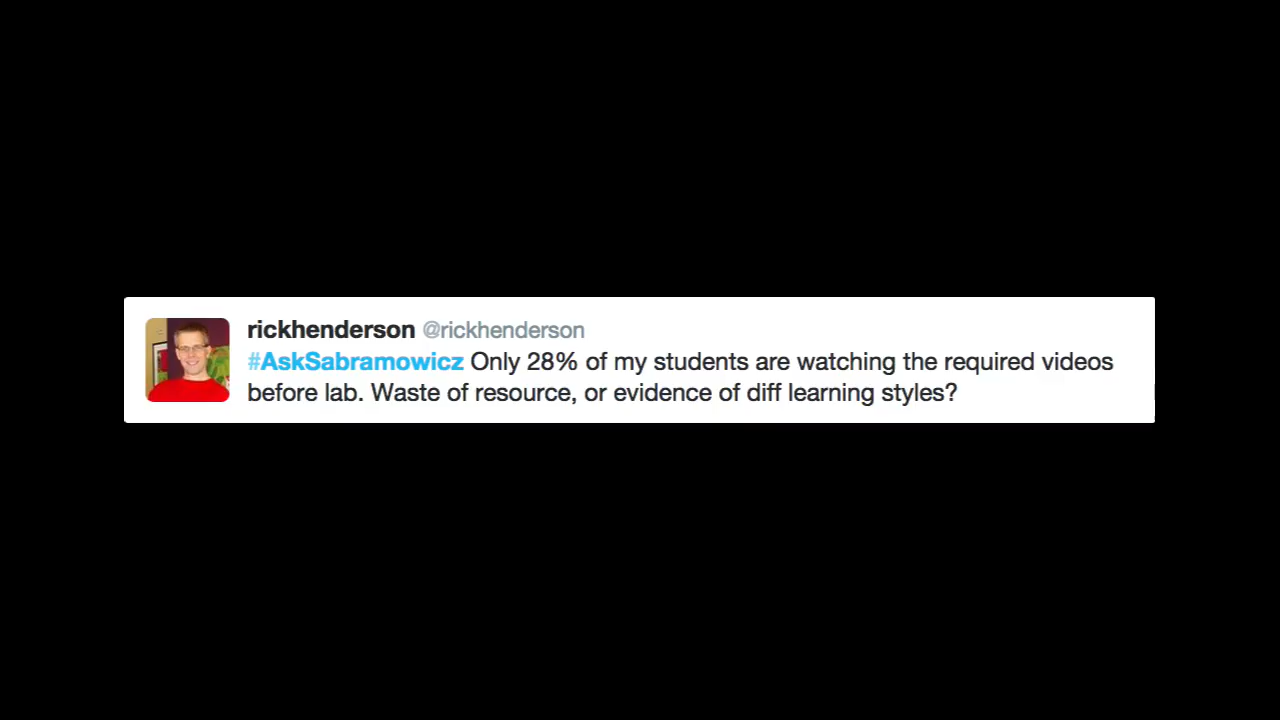 rickhenderson @rickhenderson
#AskSabramowicz Only 28% of my students are watching the required videos
before lab. Waste of resource, or evidence of diff learning styles?